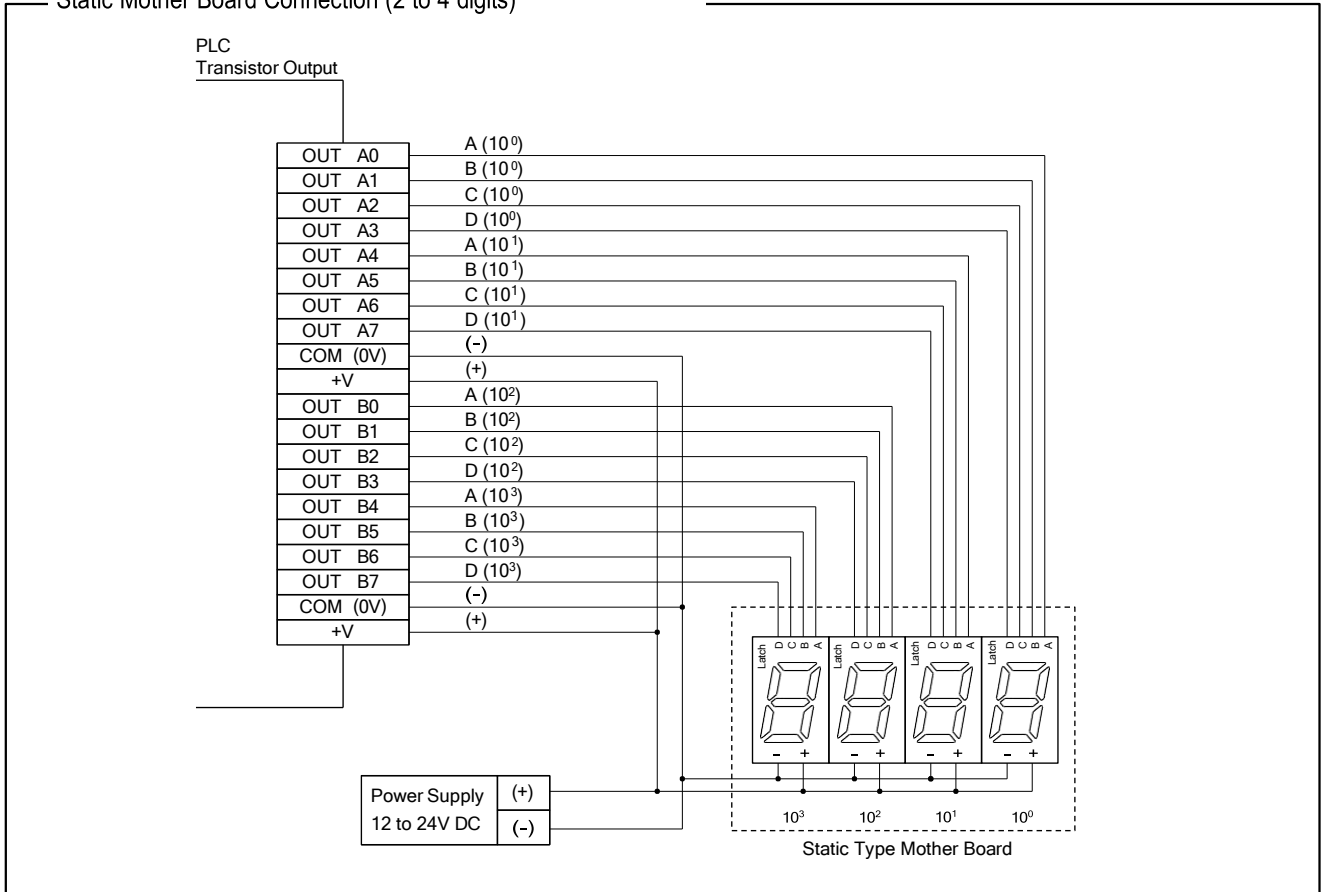 Static Mother Board Connection (2 to 4 digits)
PLC
Transistor Output
OUT A0 A (10⁰)
OUT A1 B (10⁰)
OUT A2 C (10⁰)
OUT A3 D (10⁰)
OUT A4 A (10¹)
OUT A5 B (10¹)
OUT A6 C (10¹)
OUT A7 D (10¹)
COM (0V) (-)
+V (+)
OUT B0 A (10²)
OUT B1 B (10²)
OUT B2 C (10²)
OUT B3 D (10²)
OUT B4 A (10³)
OUT B5 B (10³)
OUT B6 C (10³)
OUT B7 D (10³)
COM (0V) (-)
+V (+)
Latch D C B A Latch D C B A Latch D C B A Latch D C B A
- + - + - + - +
Power Supply (+)
12 to 24V DC (-)
10³ 10² 10¹ 10⁰
Static Type Mother Board